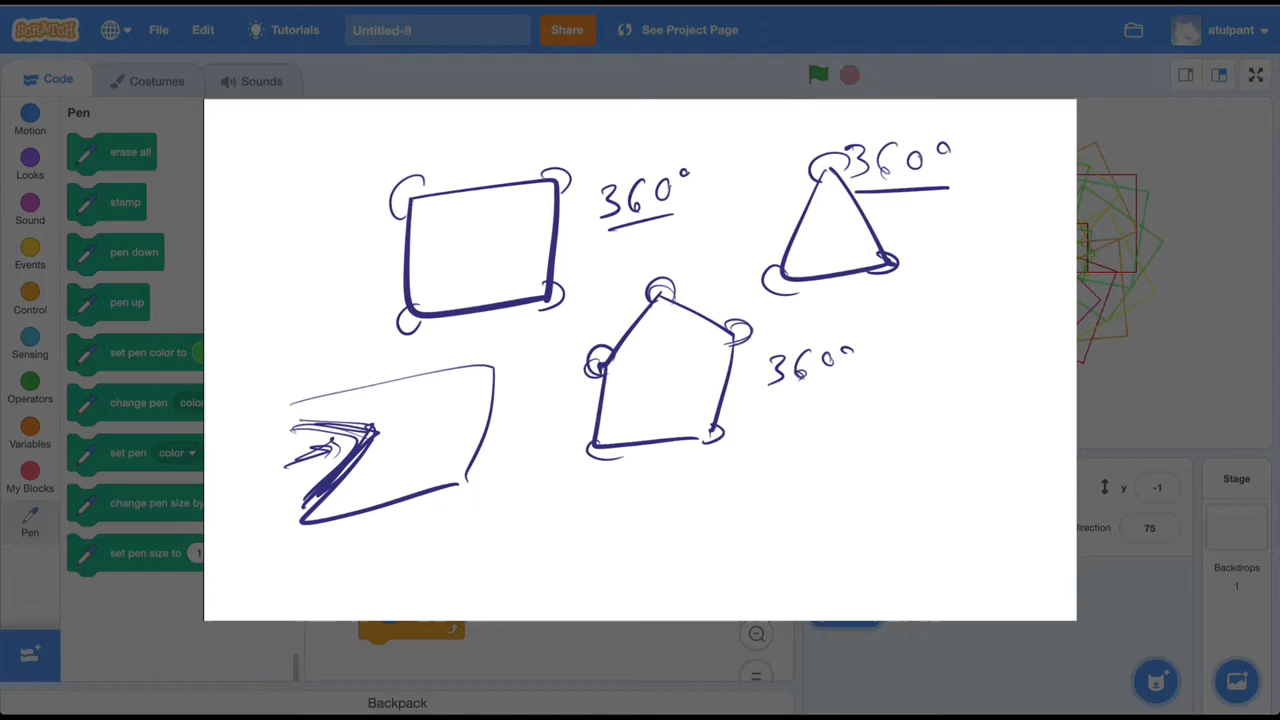 SCRATCH
File
Edit
Tutorials
Untitled-8
Share
See Project Page
atulpant
Code
Costumes
Sounds
Motion
Looks
Sound
Events
Control
Sensing
Operators
Variables
My Blocks
Pen
Pen
erase all
stamp
pen down
pen up
set pen color to
change pen color
set pen color
change pen size by
set pen size to 1
360°
360°
360°
y -1
Direction
75
Stage
Backdrops
1
Backpack